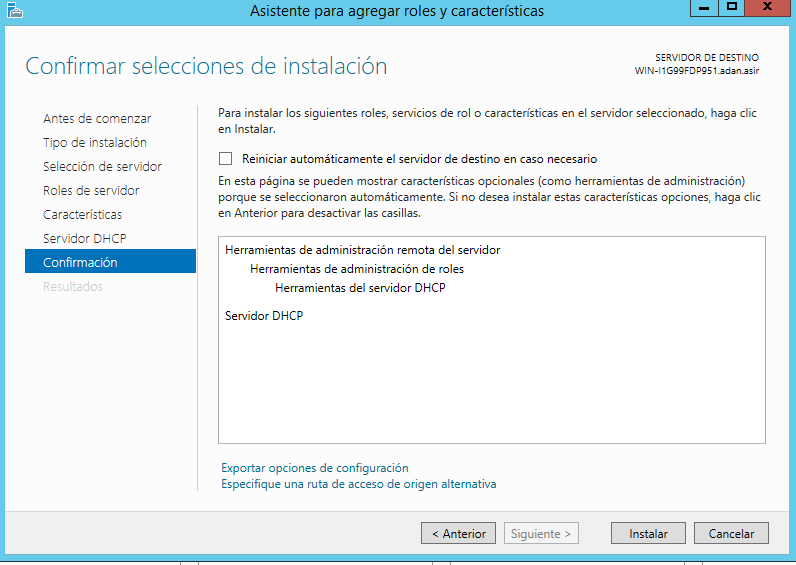 Asistente para agregar roles y características
Confirmar selecciones de instalación
SERVIDOR DE DESTINO
WIN-I1G99FDP951.adan.asir
Antes de comenzar
Tipo de instalación
Selección de servidor
Roles de servidor
Características
Servidor DHCP
Confirmación
Resultados
Para instalar los siguientes roles, servicios de rol o características en el servidor seleccionado, haga clic
en Instalar.
Reiniciar automáticamente el servidor de destino en caso necesario
En esta página se pueden mostrar características opcionales (como herramientas de administración)
porque se seleccionaron automáticamente. Si no desea instalar estas características opciones, haga clic
en Anterior para desactivar las casillas.
Herramientas de administración remota del servidor
Herramientas de administración de roles
Herramientas del servidor DHCP
Servidor DHCP
Exportar opciones de configuración
Especifique una ruta de acceso de origen alternativa
< Anterior
Siguiente >
Instalar
Cancelar